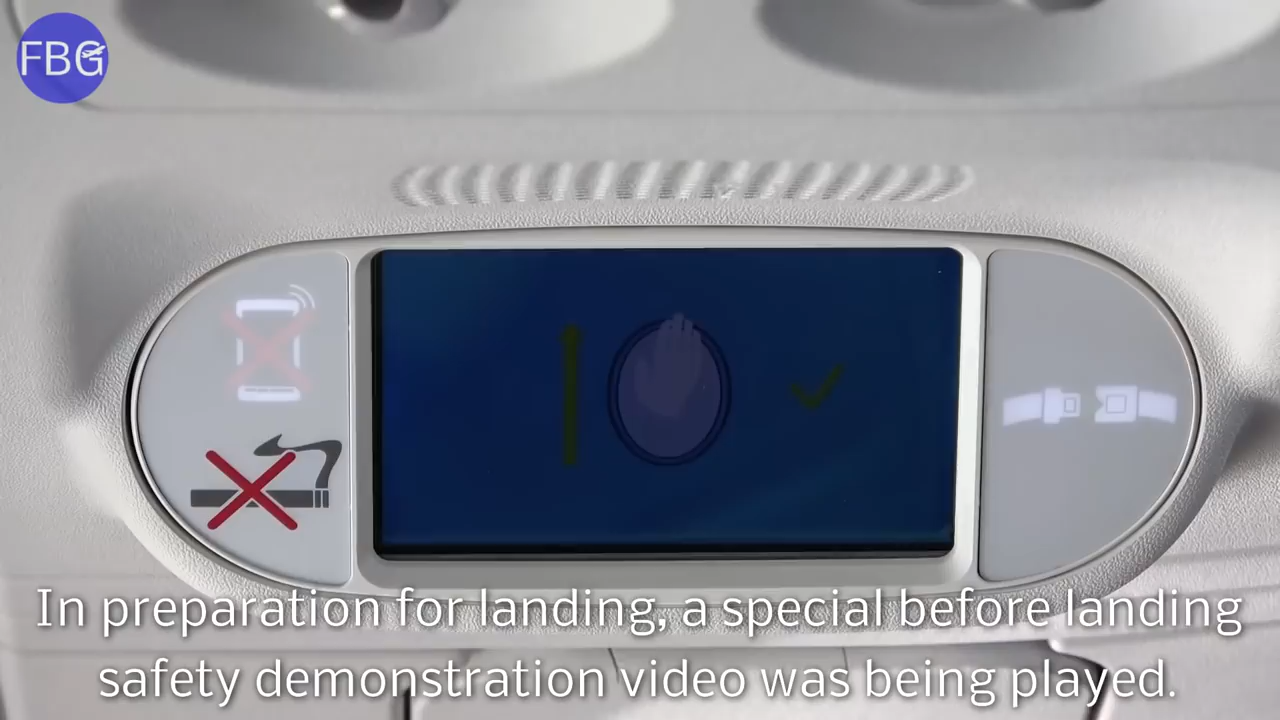 FBG
In preparation for landing, a special before landing
safety demonstration video was being played.